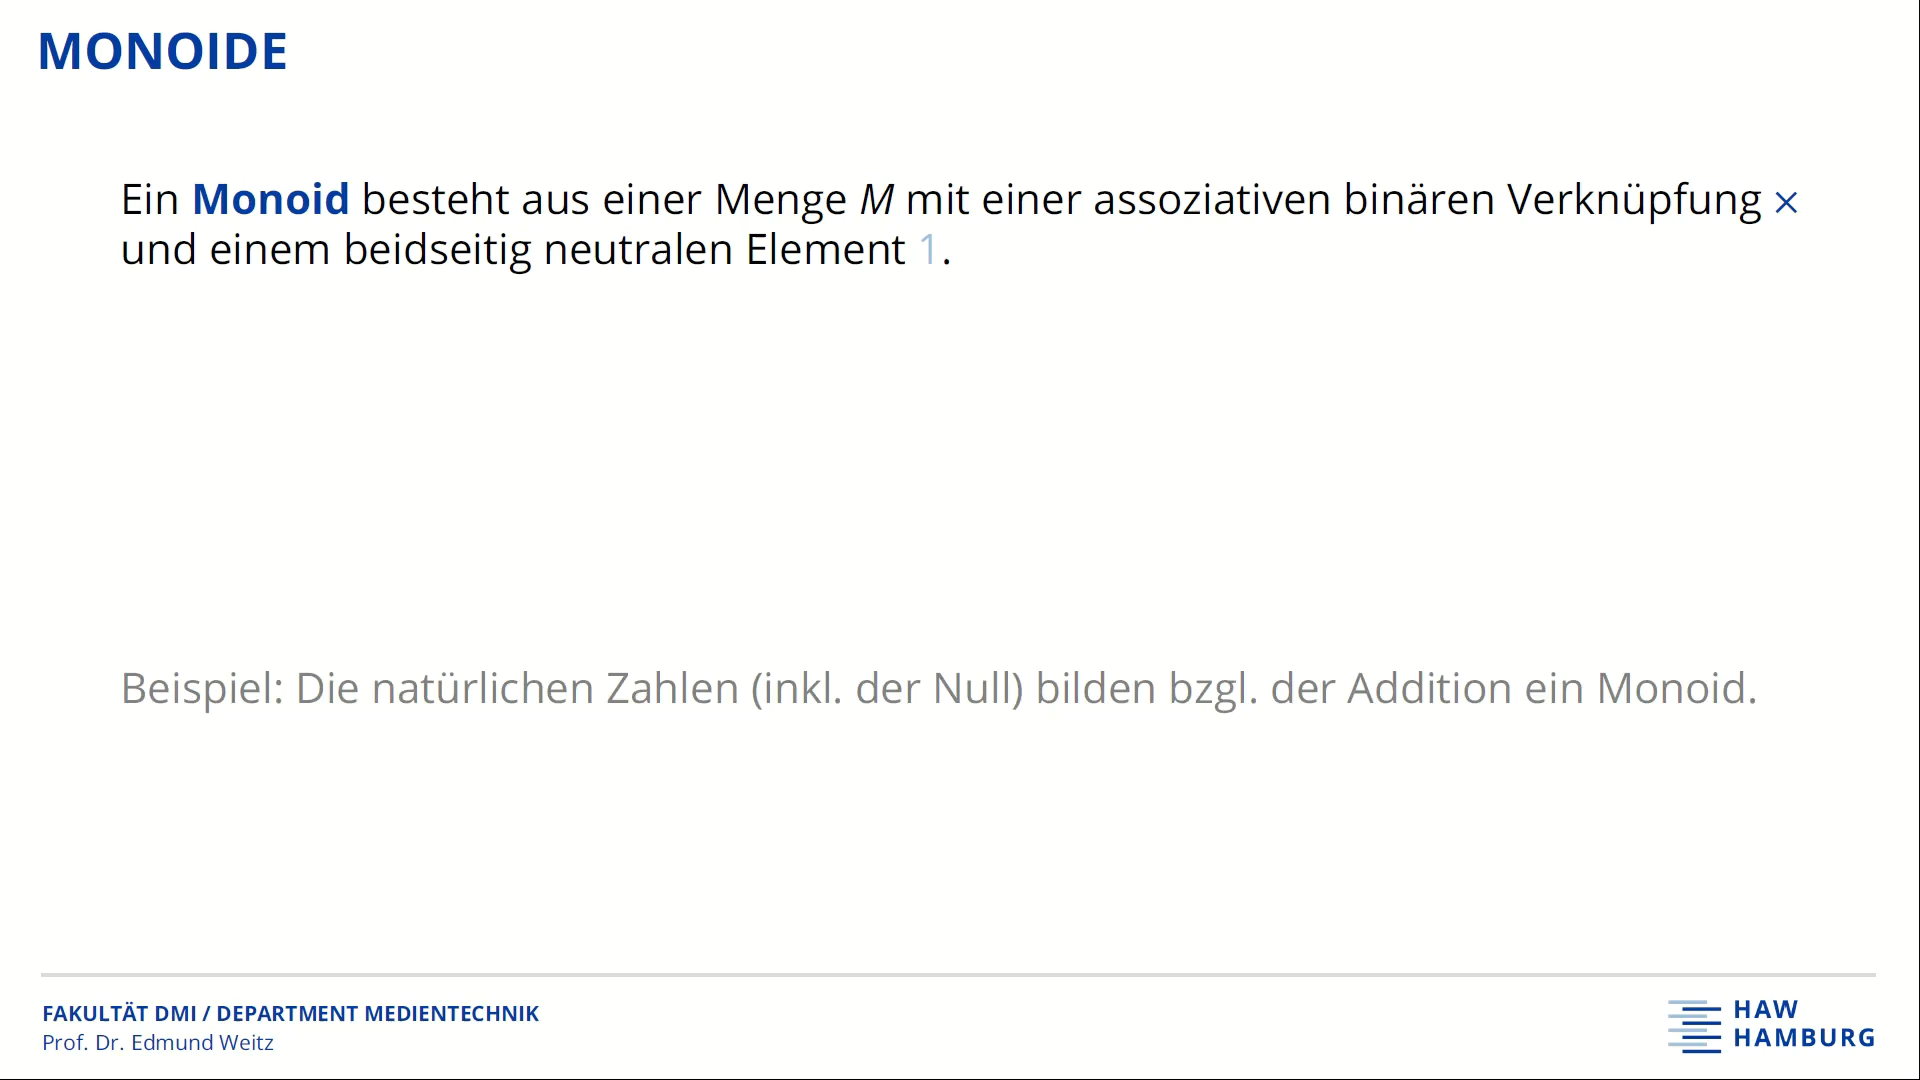 MONOIDE
Ein Monoid besteht aus einer Menge M mit einer assoziativen binären Verknüpfung ×
und einem beidseitig neutralen Element 1.
Beispiel: Die natürlichen Zahlen (inkl. der Null) bilden bzgl. der Addition ein Monoid.
FAKULTÄT DMI / DEPARTMENT MEDIENTECHNIK
Prof. Dr. Edmund Weitz
HAW
HAMBURG